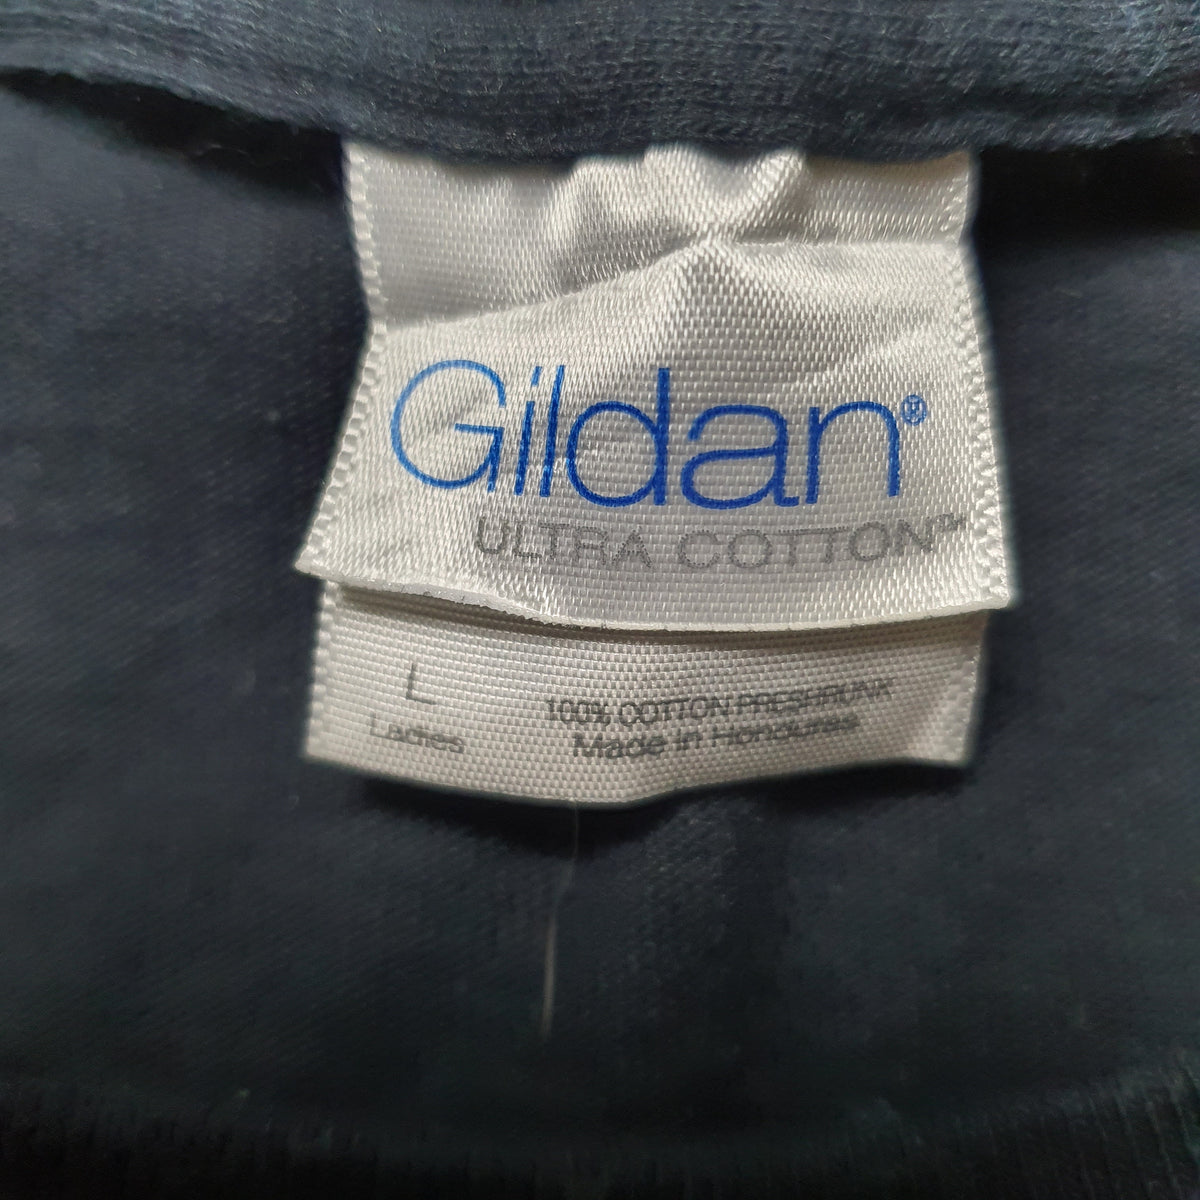 Gildan®
ULTRA COTTON™
L
Ladies
100% COTTON PRESHRUNK
Made in Honduras